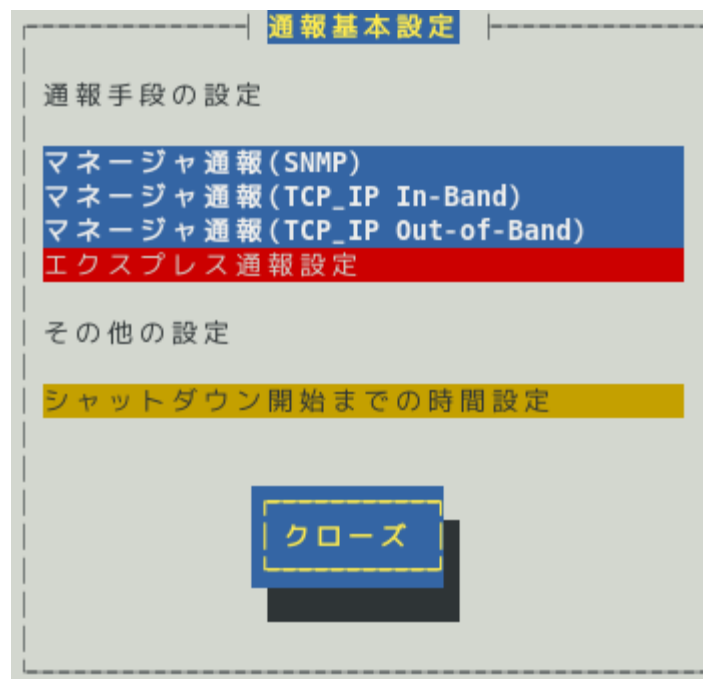 通報基本設定
通報手段の設定
マネージャ通報(SNMP)
マネージャ通報(TCP_IP In-Band)
マネージャ通報(TCP_IP Out-of-Band)
エクスプレス通報設定
その他の設定
シャットダウン開始までの時間設定
クローズ